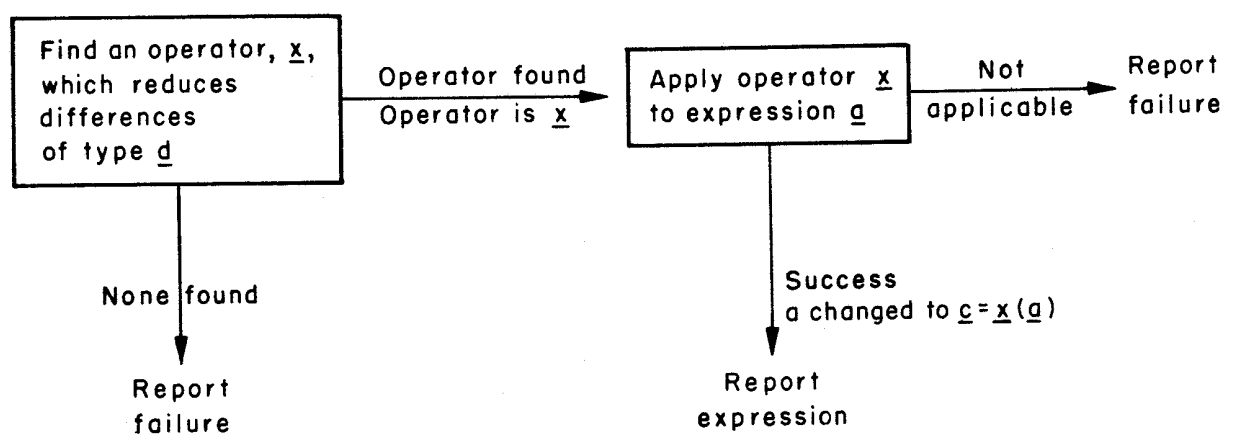 Find an operator, x,
which reduces
differences
of type d
Operator found
Operator is x
Apply operator x
to expression a
Not
applicable
Report
failure
None found
Report
failure
Success
a changed to c = x (a)
Report
expression